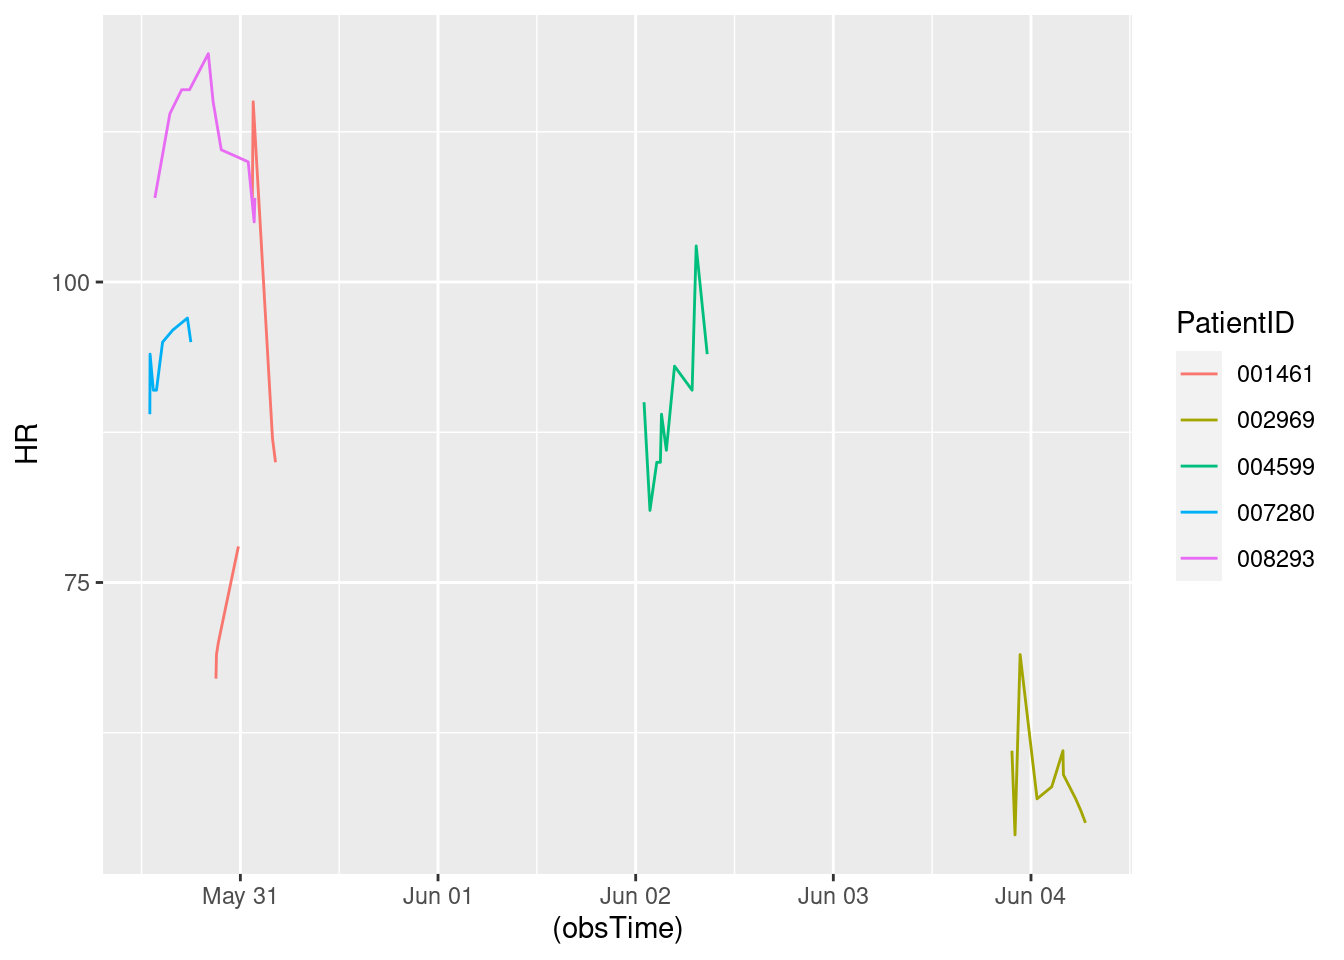 HR
100
75
May 31
Jun 01
Jun 02
Jun 03
Jun 04
(obsTime)
PatientID
001461
002969
004599
007280
008293